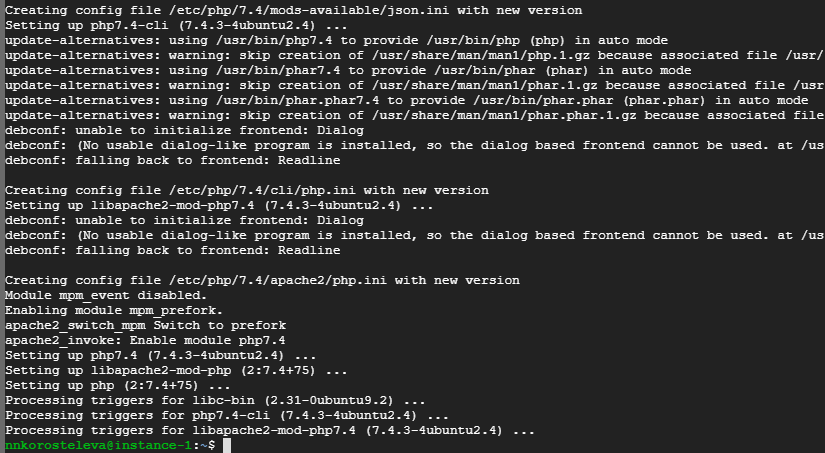 Creating config file /etc/php/7.4/mods-available/json.ini with new version
Setting up php7.4-cli (7.4.3-4ubuntu2.4) ...
update-alternatives: using /usr/bin/php7.4 to provide /usr/bin/php (php) in auto mode
update-alternatives: warning: skip creation of /usr/share/man/man1/php.1.gz because associated file /usr/
update-alternatives: using /usr/bin/phar7.4 to provide /usr/bin/phar (phar) in auto mode
update-alternatives: warning: skip creation of /usr/share/man/man1/phar.1.gz because associated file /usr
update-alternatives: using /usr/bin/phar.phar7.4 to provide /usr/bin/phar.phar (phar.phar) in auto mode
update-alternatives: warning: skip creation of /usr/share/man/man1/phar.phar.1.gz because associated file
debconf: unable to initialize frontend: Dialog
debconf: (No usable dialog-like program is installed, so the dialog based frontend cannot be used. at /us
debconf: falling back to frontend: Readline
Creating config file /etc/php/7.4/cli/php.ini with new version
Setting up libapache2-mod-php7.4 (7.4.3-4ubuntu2.4) ...
debconf: unable to initialize frontend: Dialog
debconf: (No usable dialog-like program is installed, so the dialog based frontend cannot be used. at /us
debconf: falling back to frontend: Readline
Creating config file /etc/php/7.4/apache2/php.ini with new version
Module mpm_event disabled.
Enabling module mpm_prefork.
apache2_switch_mpm Switch to prefork
apache2_invoke: Enable module php7.4
Setting up php7.4 (7.4.3-4ubuntu2.4) ...
Setting up libapache2-mod-php (2:7.4+75) ...
Setting up php (2:7.4+75) ...
Processing triggers for libc-bin (2.31-0ubuntu9.2) ...
Processing triggers for php7.4-cli (7.4.3-4ubuntu2.4) ...
Processing triggers for libapache2-mod-php7.4 (7.4.3-4ubuntu2.4) ...
nnkorosteleva@instance-1:~$